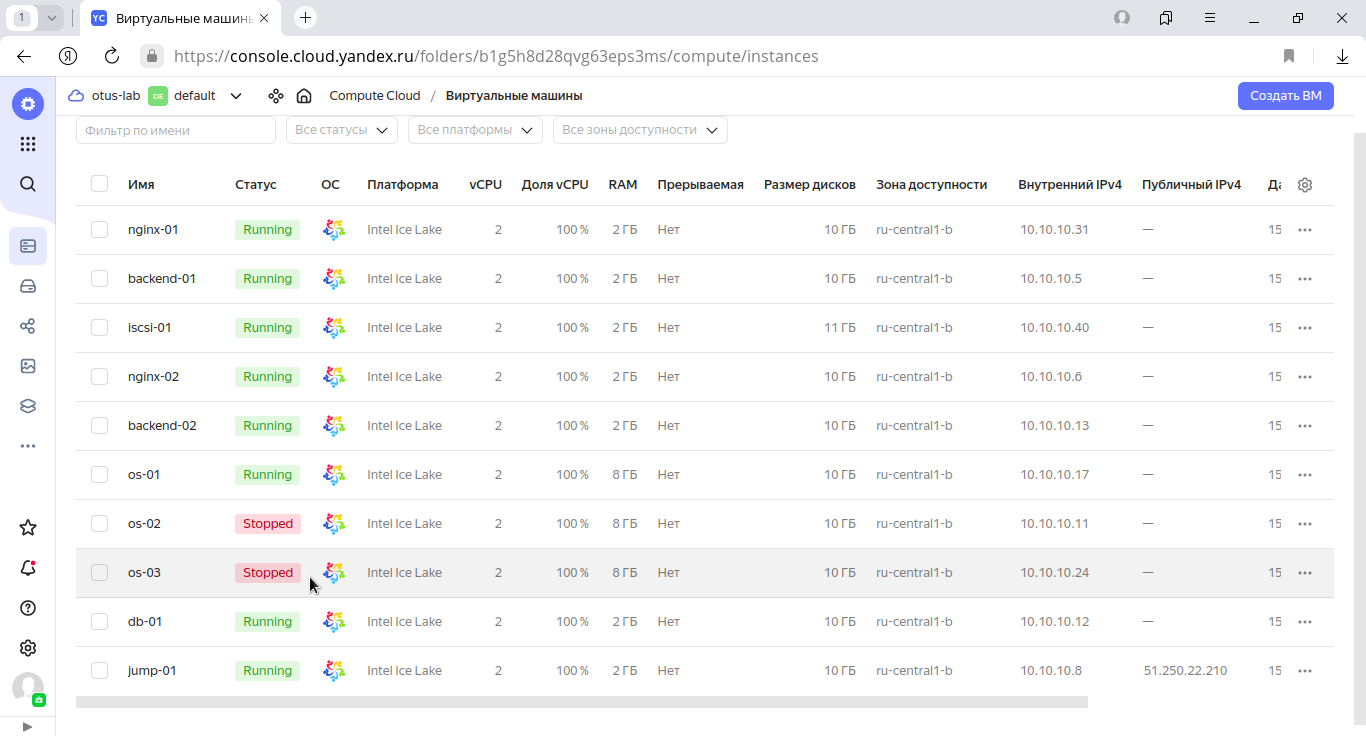 1
YC Виртуальные машины
https://console.cloud.yandex.ru/folders/b1g5h8d28qvg63eps3ms/compute/instances
otus-lab DE default Compute Cloud / Виртуальные машины Создать ВМ
Фильтр по имени Все статусы Все платформы Все зоны доступности
Имя Статус ОС Платформа vCPU Доля vCPU RAM Прерываемая Размер дисков Зона доступности Внутренний IPv4 Публичный IPv4 Да
nginx-01 Running Intel Ice Lake 2 100 % 2 ГБ Нет 10 ГБ ru-central1-b 10.10.10.31 — 15
backend-01 Running Intel Ice Lake 2 100 % 2 ГБ Нет 10 ГБ ru-central1-b 10.10.10.5 — 15
iscsi-01 Running Intel Ice Lake 2 100 % 2 ГБ Нет 11 ГБ ru-central1-b 10.10.10.40 — 15
nginx-02 Running Intel Ice Lake 2 100 % 2 ГБ Нет 10 ГБ ru-central1-b 10.10.10.6 — 15
backend-02 Running Intel Ice Lake 2 100 % 2 ГБ Нет 10 ГБ ru-central1-b 10.10.10.13 — 15
os-01 Running Intel Ice Lake 2 100 % 8 ГБ Нет 10 ГБ ru-central1-b 10.10.10.17 — 15
os-02 Stopped Intel Ice Lake 2 100 % 8 ГБ Нет 10 ГБ ru-central1-b 10.10.10.11 — 15
os-03 Stopped Intel Ice Lake 2 100 % 8 ГБ Нет 10 ГБ ru-central1-b 10.10.10.24 — 15
db-01 Running Intel Ice Lake 2 100 % 2 ГБ Нет 10 ГБ ru-central1-b 10.10.10.12 — 15
jump-01 Running Intel Ice Lake 2 100 % 2 ГБ Нет 10 ГБ ru-central1-b 10.10.10.8 51.250.22.210 15